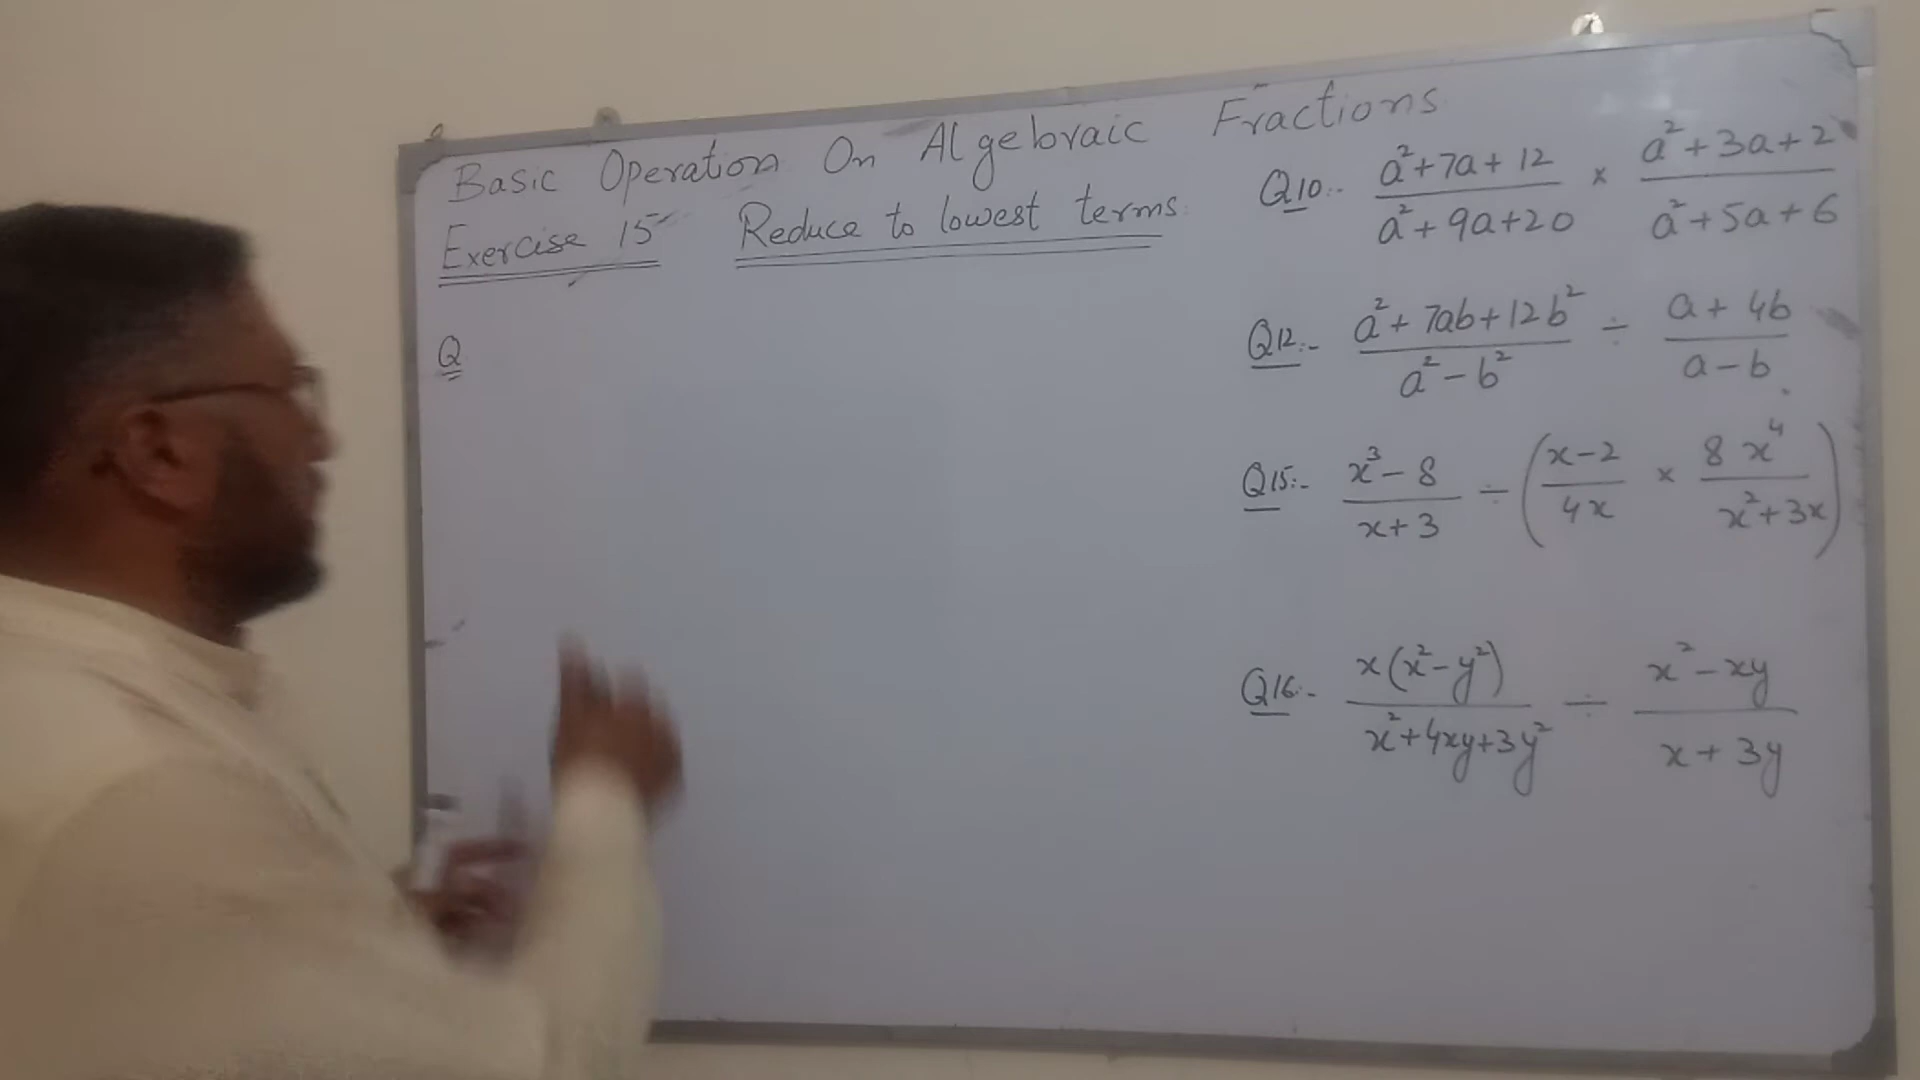 Basic Operation On Algebraic Fractions
Exercise 15 Reduce to lowest terms
Q
Q10:- (a²+7a+12)/(a²+9a+20) × (a²+3a+2)/(a²+5a+6)
Q12:- (a²+7ab+12b²)/(a²-b²) ÷ (a+4b)/(a-b)
Q15:- (x³-8)/(x+3) ÷ ((x-2)/(4x) × (8x⁴)/(x²+3x))
Q16:- (x(x²-y²))/(x²+4xy+3y²) ÷ (x²-xy)/(x+3y)